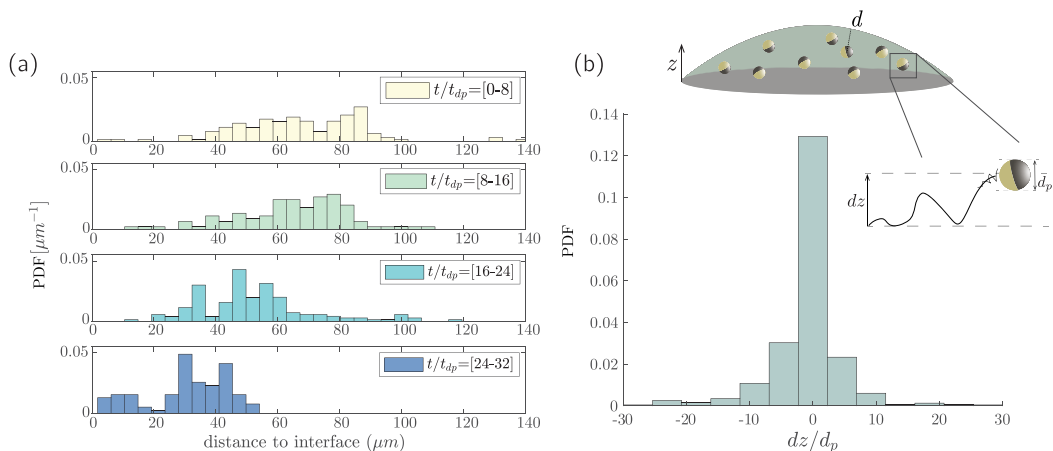 (a)
0.05
0
t/t_dp=[0-8]
0 20 40 60 80 100 120 140
0.05
0
t/t_dp=[8-16]
0 20 40 60 80 100 120 140
0.05
0
t/t_dp=[16-24]
0 20 40 60 80 100 120 140
0.05
0
t/t_dp=[24-32]
0 20 40 60 80 100 120 140
PDF[μm⁻¹]
distance to interface (μm)
(b)
z
d
0.14
0.12
0.1
0.08
0.06
0.04
0.02
0
PDF
-30 -20 -10 0 10 20 30
dz/d_p
dz
d_p